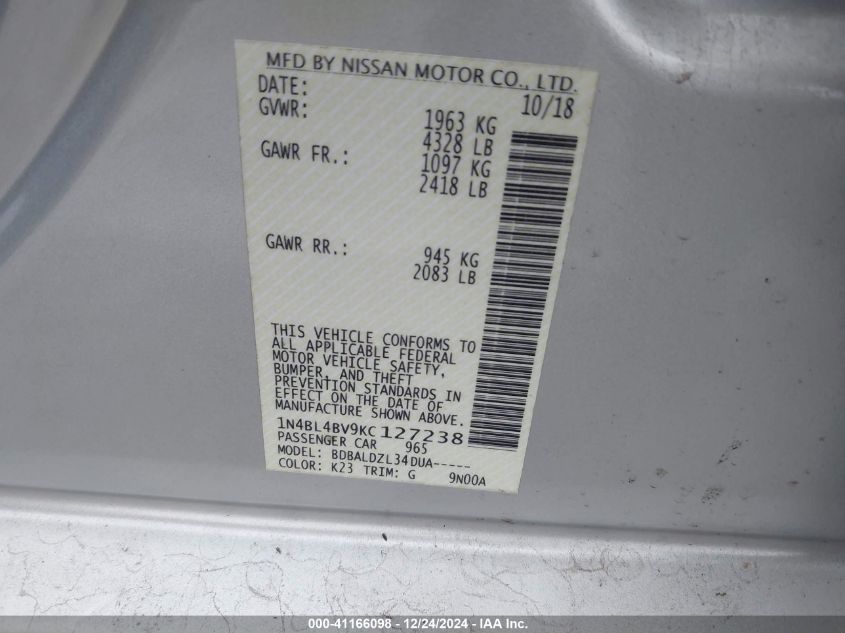 MFD BY NISSAN MOTOR CO., LTD.
DATE: 10/18
GVWR: 1963 KG
4328 LB
GAWR FR.: 1097 KG
2418 LB
GAWR RR.: 945 KG
2083 LB
THIS VEHICLE CONFORMS TO
ALL APPLICABLE FEDERAL
MOTOR VEHICLE SAFETY,
BUMPER, AND THEFT
PREVENTION STANDARDS IN
EFFECT ON THE DATE OF
MANUFACTURE SHOWN ABOVE.
1N4BL4BV9KC127238
PASSENGER CAR 965
MODEL: BDBALDZL34DUA-----
COLOR: K23 TRIM: G 9N00A
000-41166098 - 12/24/2024 - IAA Inc.